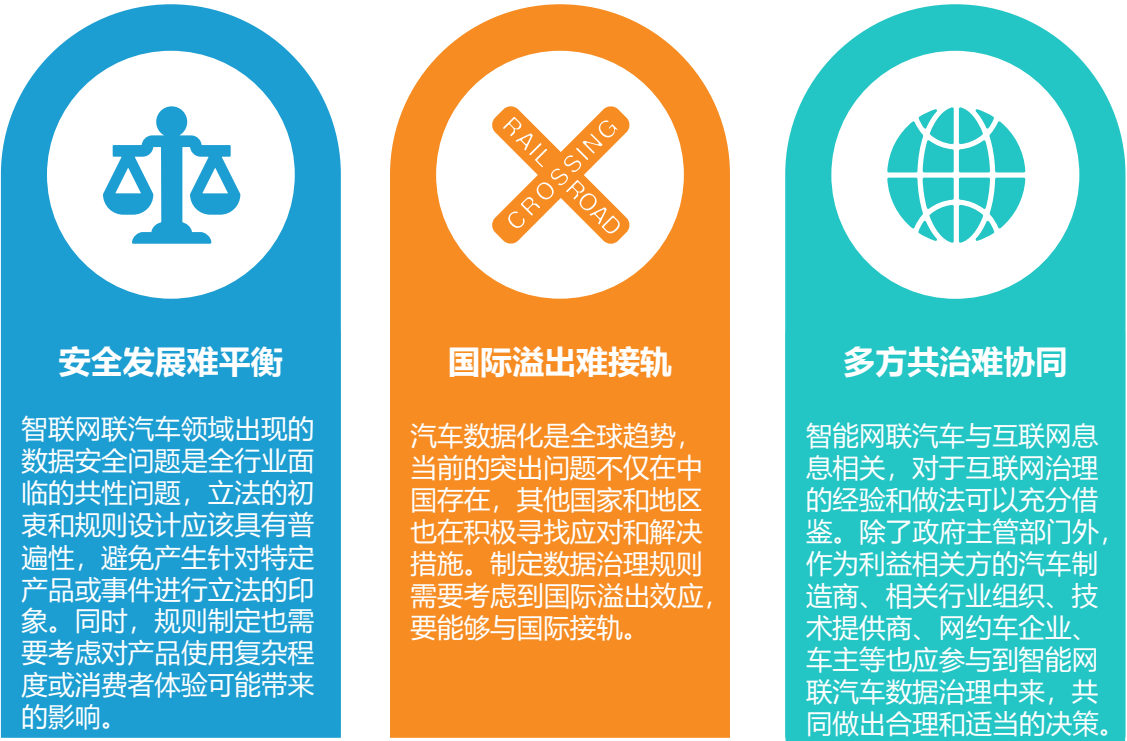 安全发展难平衡
智联网联汽车领域出现的
数据安全问题是全行业面
临的共性问题，立法的初
衷和规则设计应该具有普
遍性，避免产生针对特定
产品或事件进行立法的印
象。同时，规则制定也需
要考虑对产品使用复杂程
度或消费者体验可能带来
的影响。
RAIL ROAD
CROSSING
国际溢出难接轨
汽车数据化是全球趋势，
当前的突出问题不仅在中
国存在，其他国家和地区
也在积极寻找应对和解决
措施。制定数据治理规则
需要考虑到国际溢出效应，
要能够与国际接轨。
多方共治难协同
智能网联汽车与互联网息
息相关，对于互联网治理
的经验和做法可以充分借
鉴。除了政府主管部门外，
作为利益相关方的汽车制
造商、相关行业组织、技
术提供商、网约车企业、
车主等也应参与到智能网
联汽车数据治理中来，共
同做出合理和适当的决策。